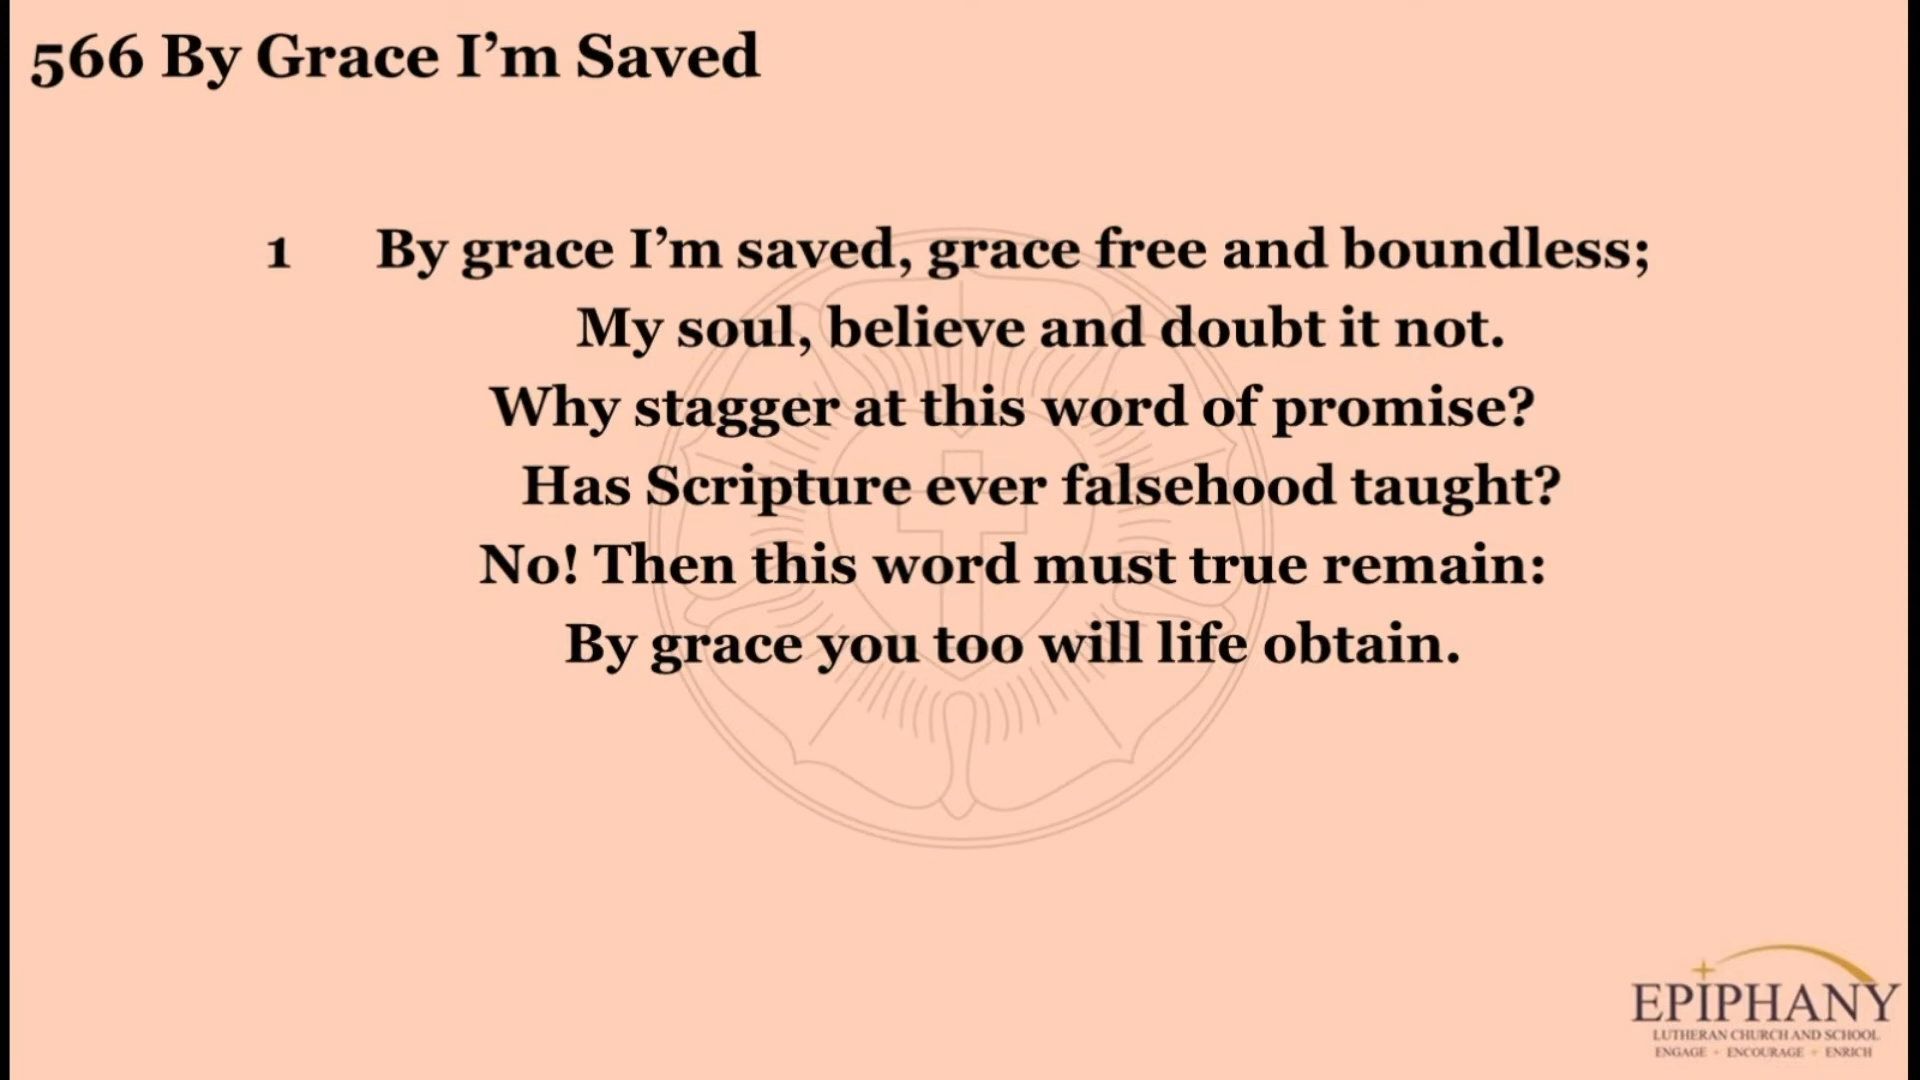 566 By Grace I’m Saved
1 By grace I’m saved, grace free and boundless;
My soul, believe and doubt it not.
Why stagger at this word of promise?
Has Scripture ever falsehood taught?
No! Then this word must true remain:
By grace you too will life obtain.
EPIPHANY
LUTHERAN CHURCH AND SCHOOL
ENGAGE + ENCOURAGE + ENRICH